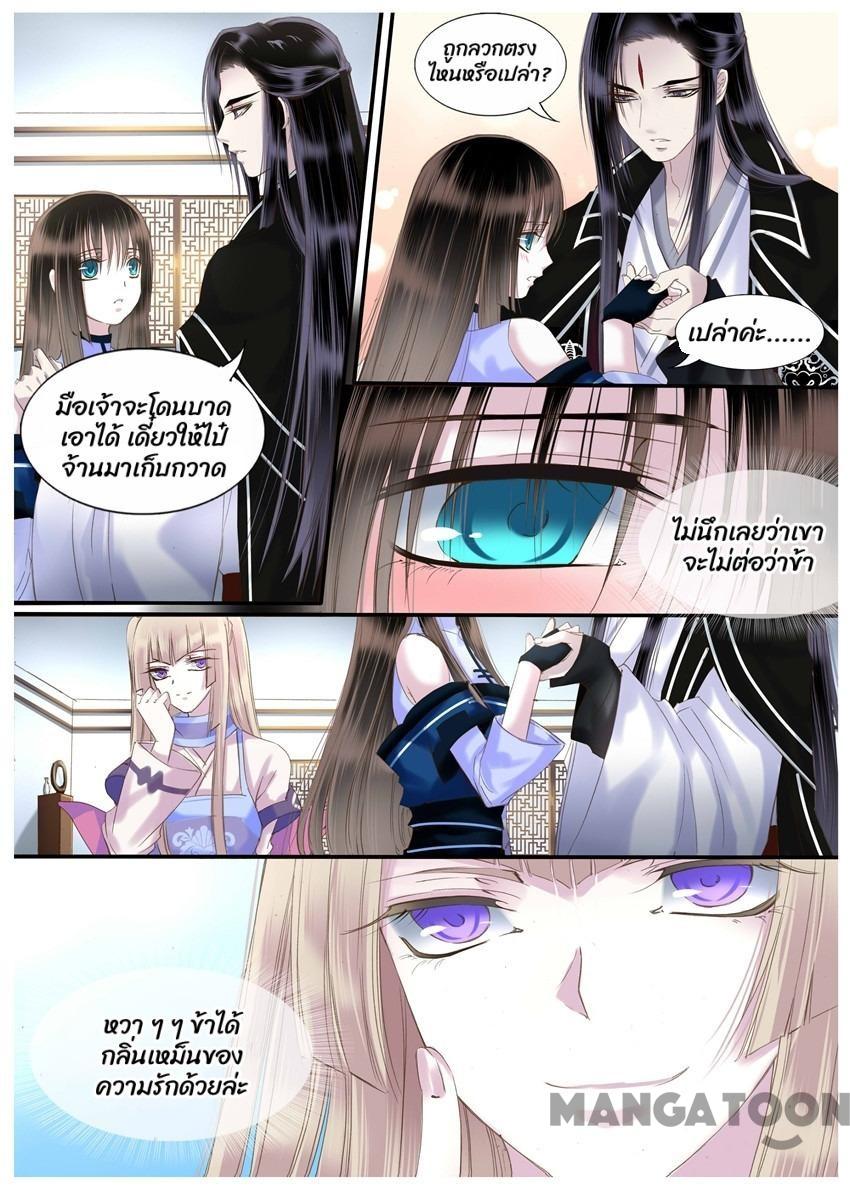 มือเจ้าจะโดนบาด
เอาได้ เดี๋ยวให้ไป๋
จ้านมาเก็บกวาด
ถูกลวกตรง
ไหนหรือเปล่า?
เปล่าค่ะ......
ไม่นึกเลยว่าเขา
จะไม่ต่อว่าข้า
หวา ๆ ๆ ข้าได้
กลิ่นเหม็นของ
ความรักด้วยล่ะ
MANGATOON